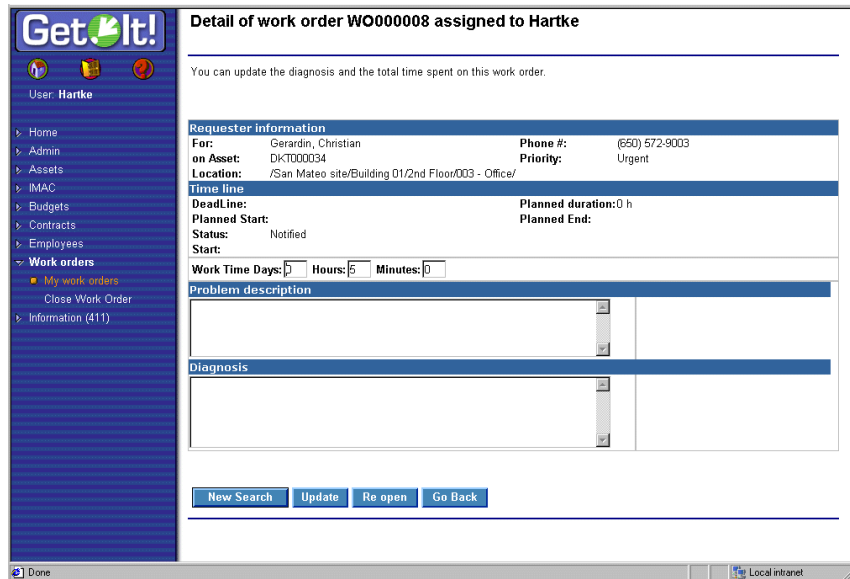 Get It!
User: Hartke
Home
Admin
Assets
IMAC
Budgets
Contracts
Employees
Work orders
My work orders
Close Work Order
Information (411)
Detail of work order WO000008 assigned to Hartke
You can update the diagnosis and the total time spent on this work order.
Requester information
For: Gerardin, Christian Phone #: (650) 572-9003
on Asset: DKT000034 Priority: Urgent
Location: /San Mateo site/Building 01/2nd Floor/003 - Office/
Time line
DeadLine: Planned duration:0 h
Planned Start: Planned End:
Status: Notified
Start:
Work Time Days: 0 Hours: 5 Minutes: 0
Problem description
Diagnosis
New Search Update Re open Go Back
Done Local intranet